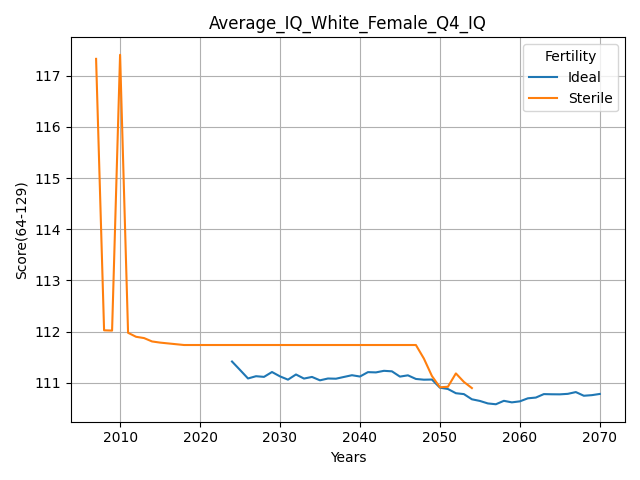 Average_IQ_White_Female_Q4_IQ
Fertility
Ideal
Sterile
Score(64-129)
117
116
115
114
113
112
111
2010 2020 2030 2040 2050 2060 2070
Years